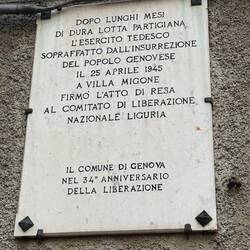 DOPO LUNGHI MESI
DI DURA LOTTA PARTIGIANA
L'ESERCITO TEDESCO
SOPRAFFATTO DALL'INSURREZIONE
DEL POPOLO GENOVESE
IL 25 APRILE 1945
A VILLA MIGONE
FIRMO L'ATTO DI RESA
AL COMITATO DI LIBERAZIONE
NAZIONALE LIGURIA
IL COMUNE DI GENOVA
NEL 34° ANNIVERSARIO
DELLA LIBERAZIONE